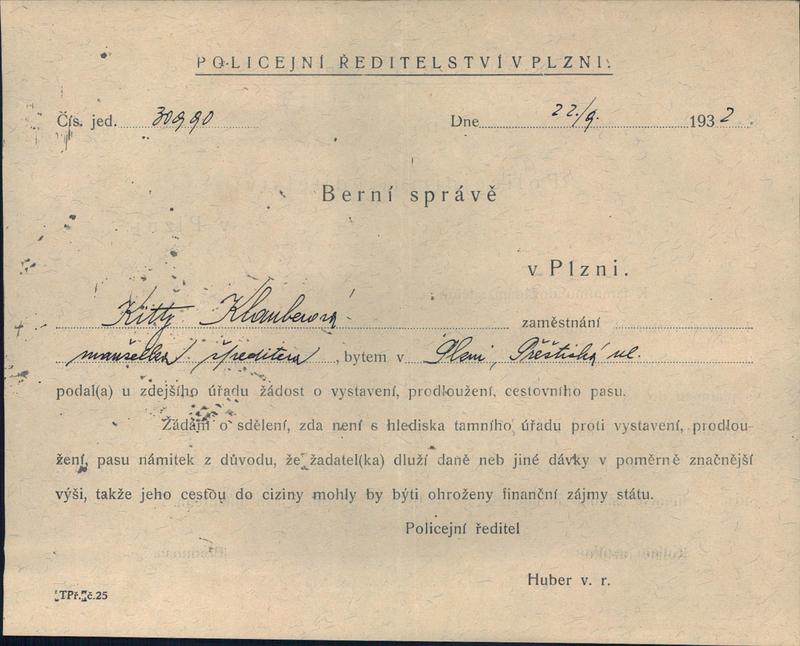 POLICEJNÍ ŘEDITELSTVÍ V PLZNI.
Čís. jed. 30990 Dne 22./9. 1932
Berní správě
v Plzni.
Kitty Klauberová zaměstnání
manželka špeditera, bytem v Plzni, Přeštická ul.
podal(a) u zdejšího úřadu žádost o vystavení, prodloužení, cestovního pasu.
Žádám o sdělení, zda není s hlediska tamního úřadu proti vystavení, prodlou-
žení, pasu námitek z důvodu, že žadatel(ka) dluží daně neb jiné dávky v poměrně značnější
výši, takže jeho cestou do ciziny mohly by býti ohroženy finanční zájmy státu.
Policejní ředitel
Huber v. r.
TPř. č. 25